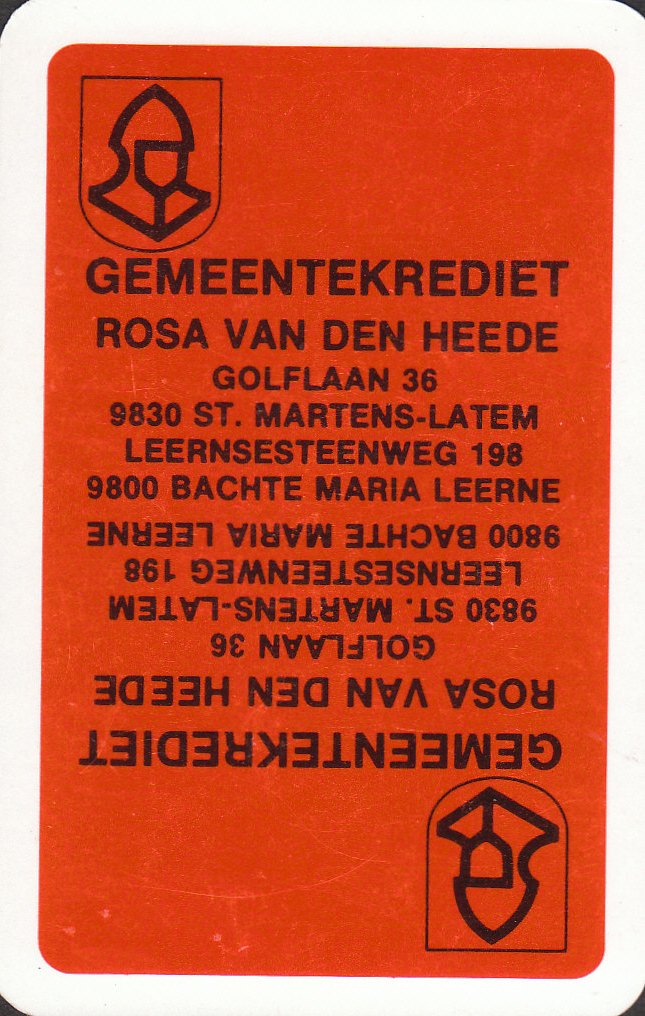 GEMEENTEKREDIET
ROSA VAN DEN HEEDE
GOLFLAAN 36
9830 ST. MARTENS-LATEM
LEERNSESTEENWEG 198
9800 BACHTE MARIA LEERNE
9800 BACHTE MARIA LEERNE
LEERNSESTEENWEG 198
9830 ST. MARTENS-LATEM
GOLFLAAN 36
ROSA VAN DEN HEEDE
GEMEENTEKREDIET